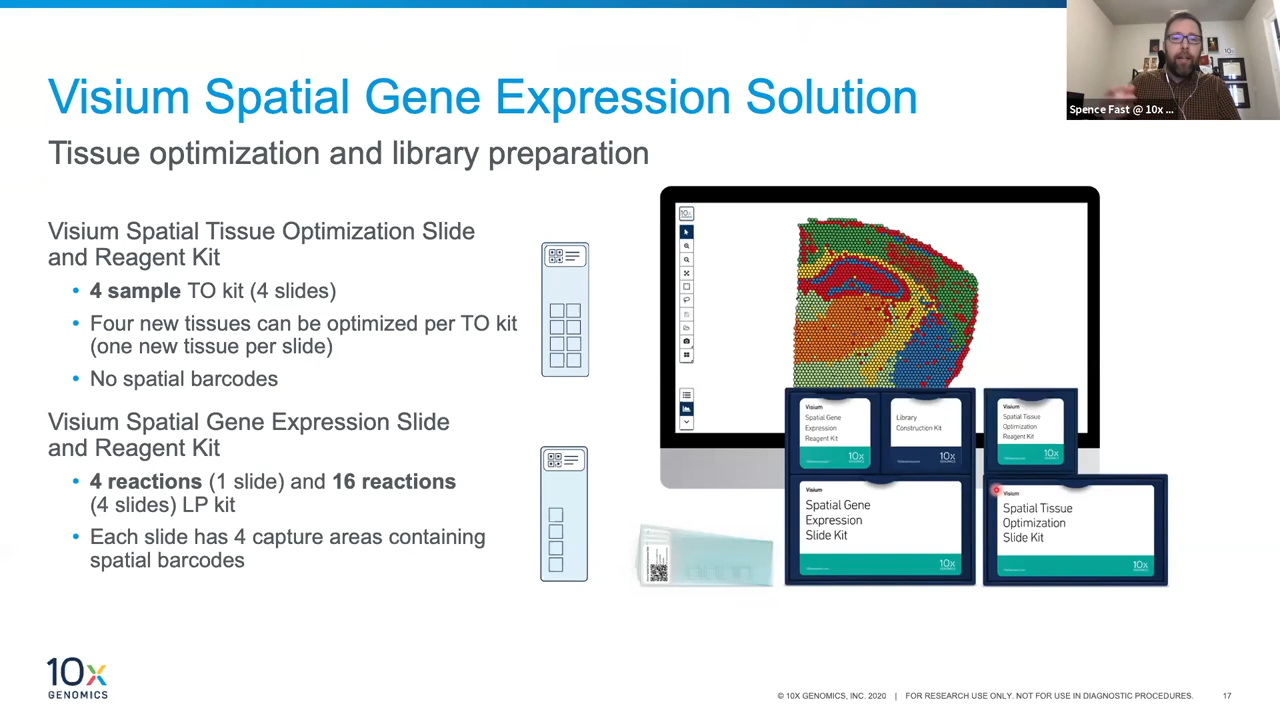 Visium Spatial Gene Expression Solution
Tissue optimization and library preparation
Spence Fast @ 10x ...
Visium Spatial Tissue Optimization Slide
and Reagent Kit
• 4 sample TO kit (4 slides)
• Four new tissues can be optimized per TO kit
(one new tissue per slide)
• No spatial barcodes
Visium Spatial Gene Expression Slide
and Reagent Kit
• 4 reactions (1 slide) and 16 reactions
(4 slides) LP kit
• Each slide has 4 capture areas containing
spatial barcodes
10x
Visium
Spatial Gene
Expression
Reagent Kit
10x
Library
Construction Kit
10x
Visium
Spatial Tissue
Optimization
Reagent Kit
10x
Visium
Spatial Gene
Expression
Slide Kit
10x
Visium
Spatial Tissue
Optimization
Slide Kit
10x
10x
GENOMICS
© 10X GENOMICS, INC. 2020 | FOR RESEARCH USE ONLY. NOT FOR USE IN DIAGNOSTIC PROCEDURES. 17